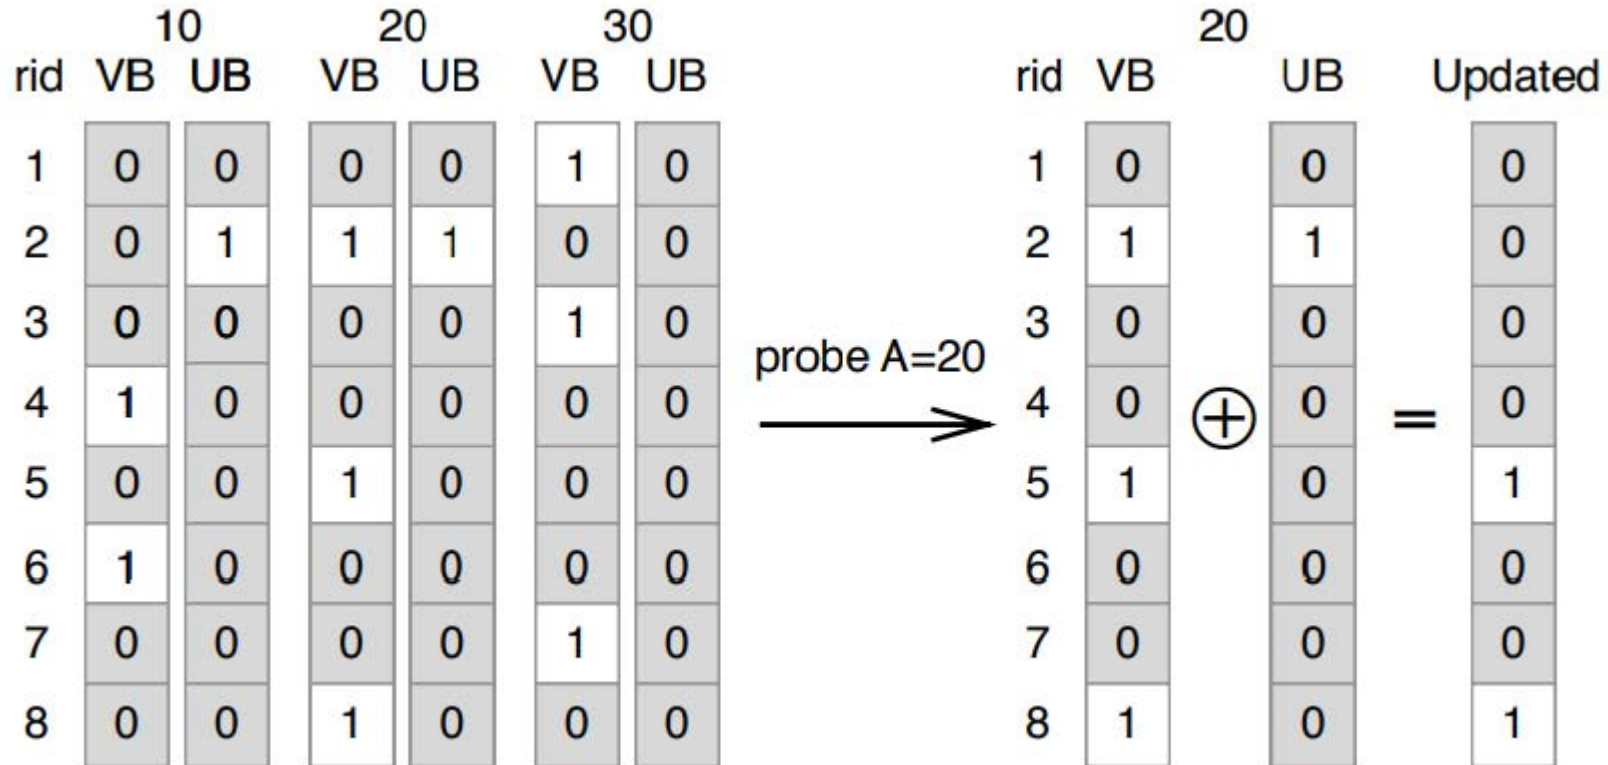 10 20 30 20
rid VB UB VB UB VB UB rid VB UB Updated
1 0 0 0 0 1 0 1 0 0 0
2 0 1 1 1 0 0 2 1 1 0
3 0 0 0 0 1 0 3 0 0 0
probe A=20
4 1 0 0 0 0 0 4 0 ⊕ 0 = 0
5 0 0 1 0 0 0 5 1 0 1
6 1 0 0 0 0 0 6 0 0 0
7 0 0 0 0 1 0 7 0 0 0
8 0 0 1 0 0 0 8 1 0 1